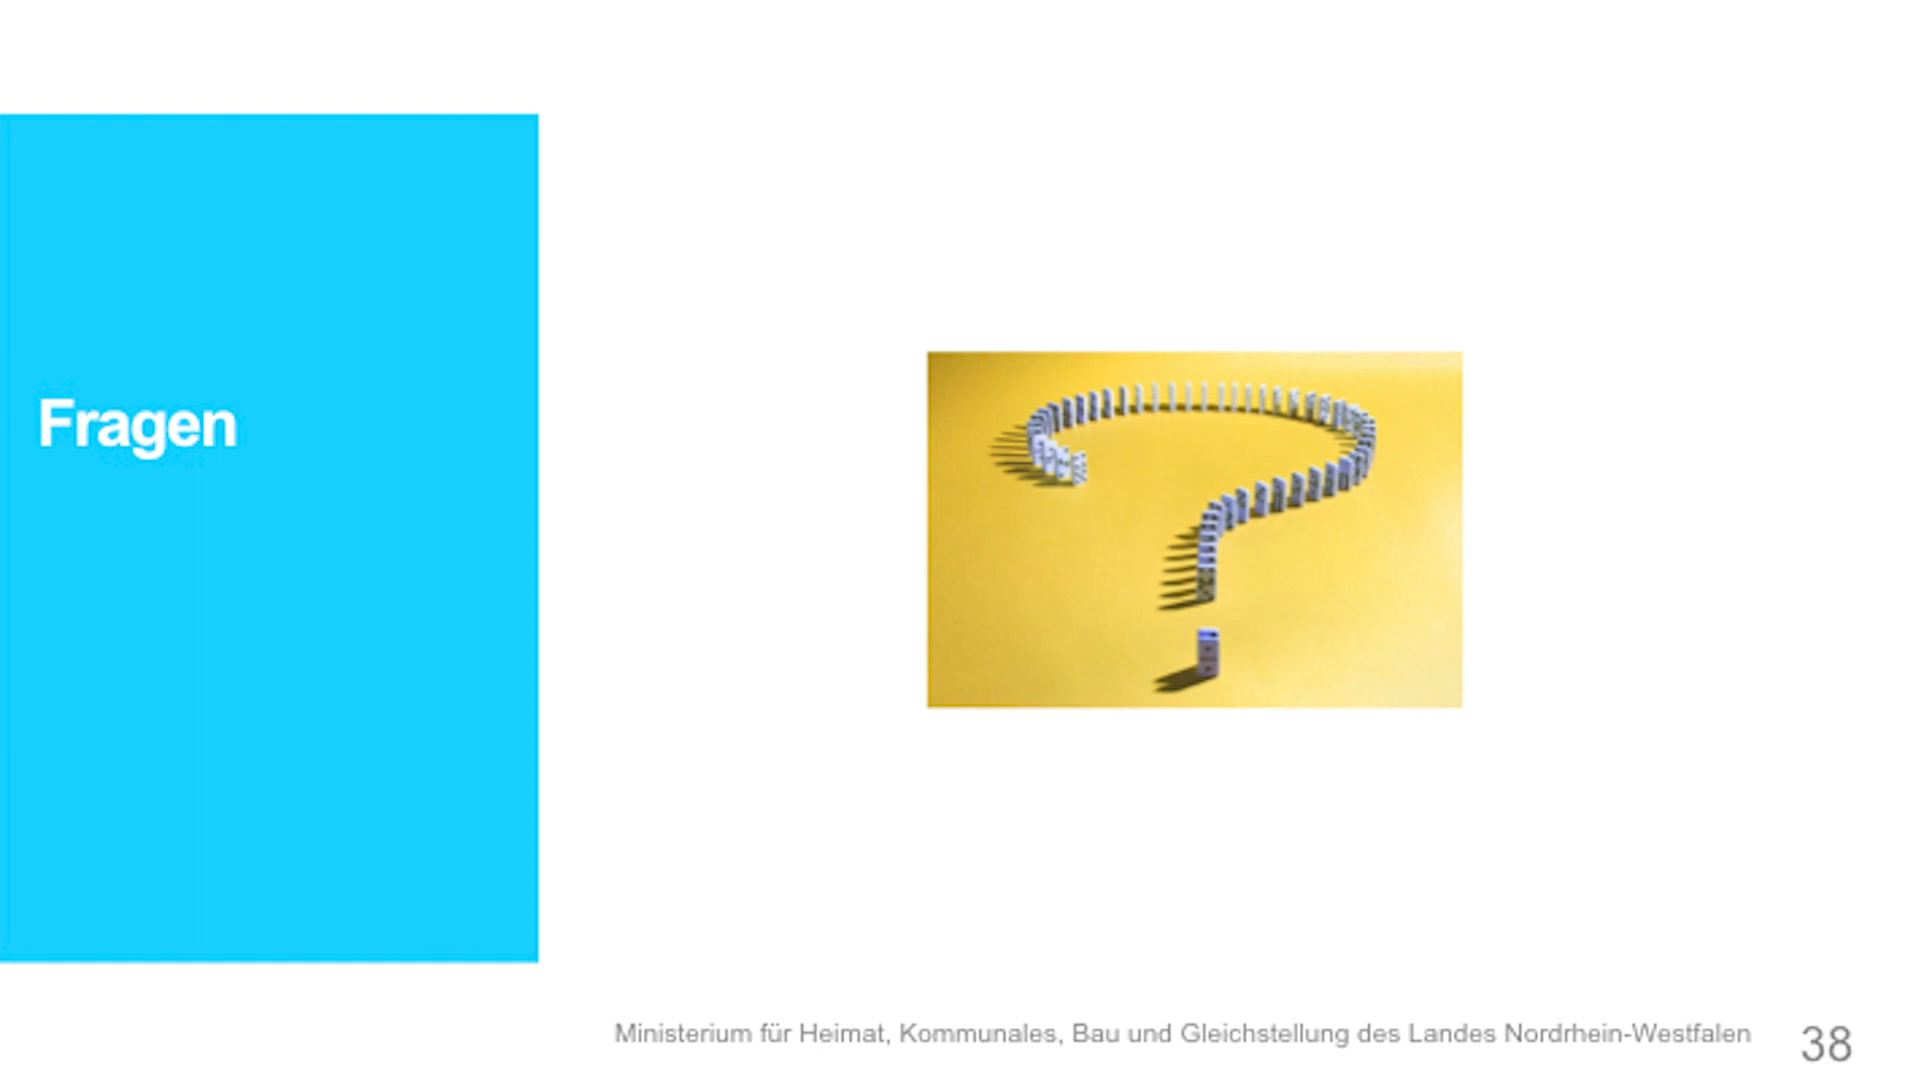 Fragen
Ministerium für Heimat, Kommunales, Bau und Gleichstellung des Landes Nordrhein-Westfalen
38